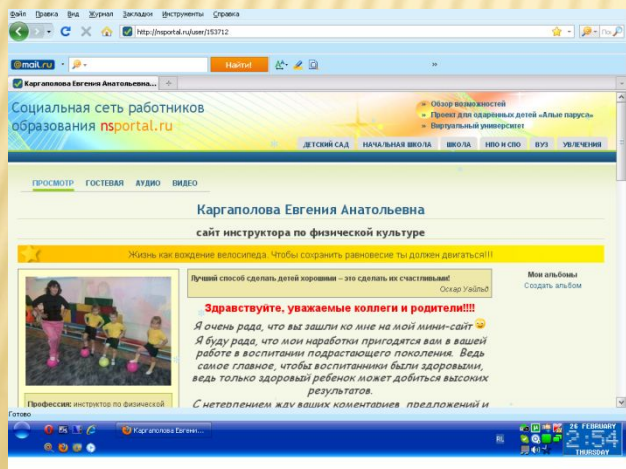 Файл Правка Вид Журнал Закладки Инструменты Справка
http://nsportal.ru/user/153712
@mail.ru Найти!
Каргаполова Евгения Анатольевна...
Социальная сеть работников
образования nsportal.ru
Обзор возможностей
Проект для одаренных детей «Алые паруса»
Виртуальный университет
ДЕТСКИЙ САД НАЧАЛЬНАЯ ШКОЛА ШКОЛА НПО И СПО ВУЗ УВЛЕЧЕНИЯ
ПРОСМОТР ГОСТЕВАЯ АУДИО ВИДЕО
Каргаполова Евгения Анатольевна
сайт инструктора по физической культуре
Жизнь как вождение велосипеда. Чтобы сохранить равновесие ты должен двигаться!!!
Лучший способ сделать детей хорошими – это сделать их счастливыми!
Оскар Уайльд
Мои альбомы
Создать альбом
Здравствуйте, уважаемые коллеги и родители!!!!
Я очень рада, что вы зашли ко мне на мой мини-сайт
Я буду рада, что мои наработки пригодятся вам в вашей
работе в воспитании подрастающего поколения. Ведь
самое главное, чтобы воспитанники были здоровыми,
ведь только здоровый ребенок может добиться высоких
результатов.
С нетерпением жду ваших коментариев предложений и
Профессия: инструктор по физической
Готово
Каргаполова Евгени...
26 FEBRUARY
2:54
THURSDAY